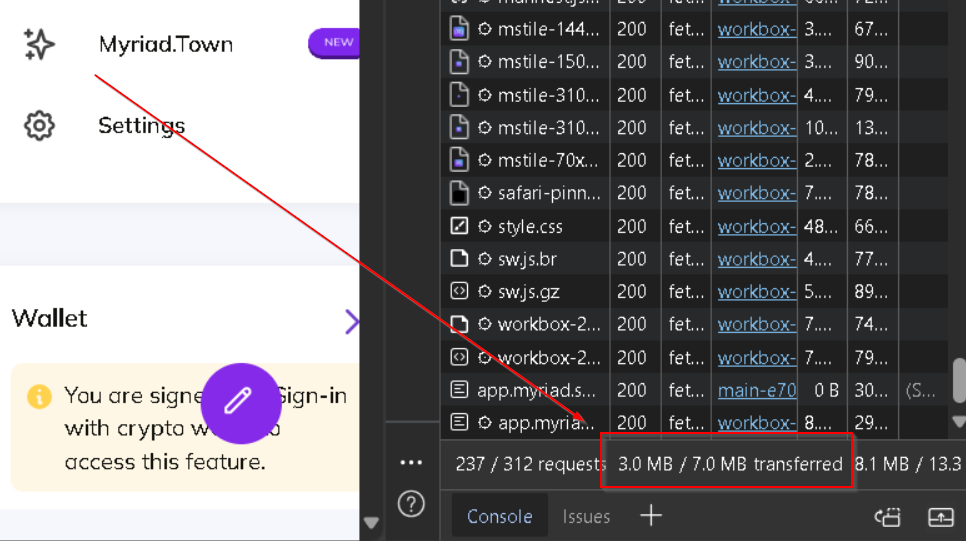 Myriad.Town NEW
Settings
Wallet
You are signe Sign-in
with crypto w
access this feature.
mstile-144... 200 fet... workbox- 3.... 67...
mstile-150... 200 fet... workbox- 3.... 90...
mstile-310... 200 fet... workbox- 4.... 79...
mstile-310... 200 fet... workbox- 10... 13...
mstile-70x... 200 fet... workbox- 2.... 78...
safari-pinn... 200 fet... workbox- 7.... 78...
style.css 200 fet... workbox- 48... 66...
sw.js.br 200 fet... workbox- 4.... 77...
sw.js.gz 200 fet... workbox- 5.... 89...
workbox-2... 200 fet... workbox- 7.... 74...
workbox-2... 200 fet... workbox- 7.... 79...
app.myriad.s... 200 fet... main-e70 0 B 30... (S...
app.myria... 200 fet... workbox- 8.... 29...
237 / 312 requests 3.0 MB / 7.0 MB transferred 8.1 MB / 13.3
Console Issues